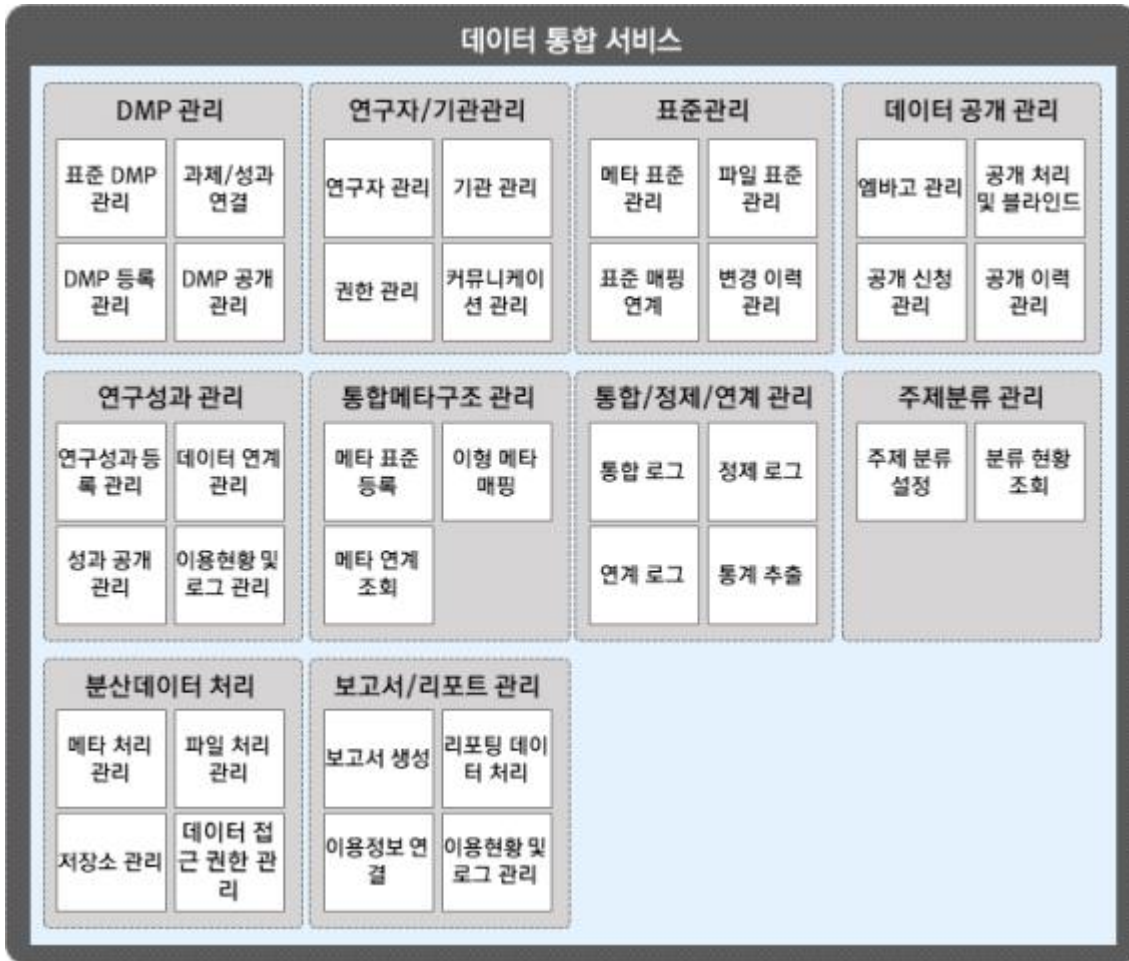 데이터 통합 서비스
DMP 관리
표준 DMP
관리
과제/성과
연결
DMP 등록
관리
DMP 공개
관리
연구자/기관관리
연구자 관리
기관 관리
권한 관리
커뮤니케이
션 관리
표준관리
메타 표준
관리
파일 표준
관리
표준 매핑
연계
변경 이력
관리
데이터 공개 관리
엠바고 관리
공개 처리
및 블라인드
공개 신청
관리
공개 이력
관리
연구성과 관리
연구성과 등
록 관리
데이터 연계
관리
성과 공개
관리
이용현황 및
로그 관리
통합메타구조 관리
메타 표준
등록
이형 메타
매핑
메타 연계
조회
통합/정제/연계 관리
통합 로그
정제 로그
연계 로그
통계 추출
주제분류 관리
주제 분류
설정
분류 현황
조회
분산데이터 처리
메타 처리
관리
파일 처리
관리
저장소 관리
데이터 접
근 권한 관
리
보고서/리포트 관리
보고서 생성
리포팅 데이
터 처리
이용정보 연
결
이용현황 및
로그 관리